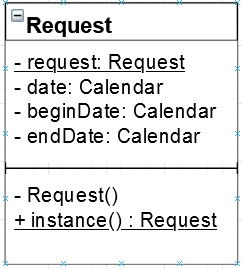 Request
- request: Request
- date: Calendar
- beginDate: Calendar
- endDate: Calendar
- Request()
+ instance() : Request